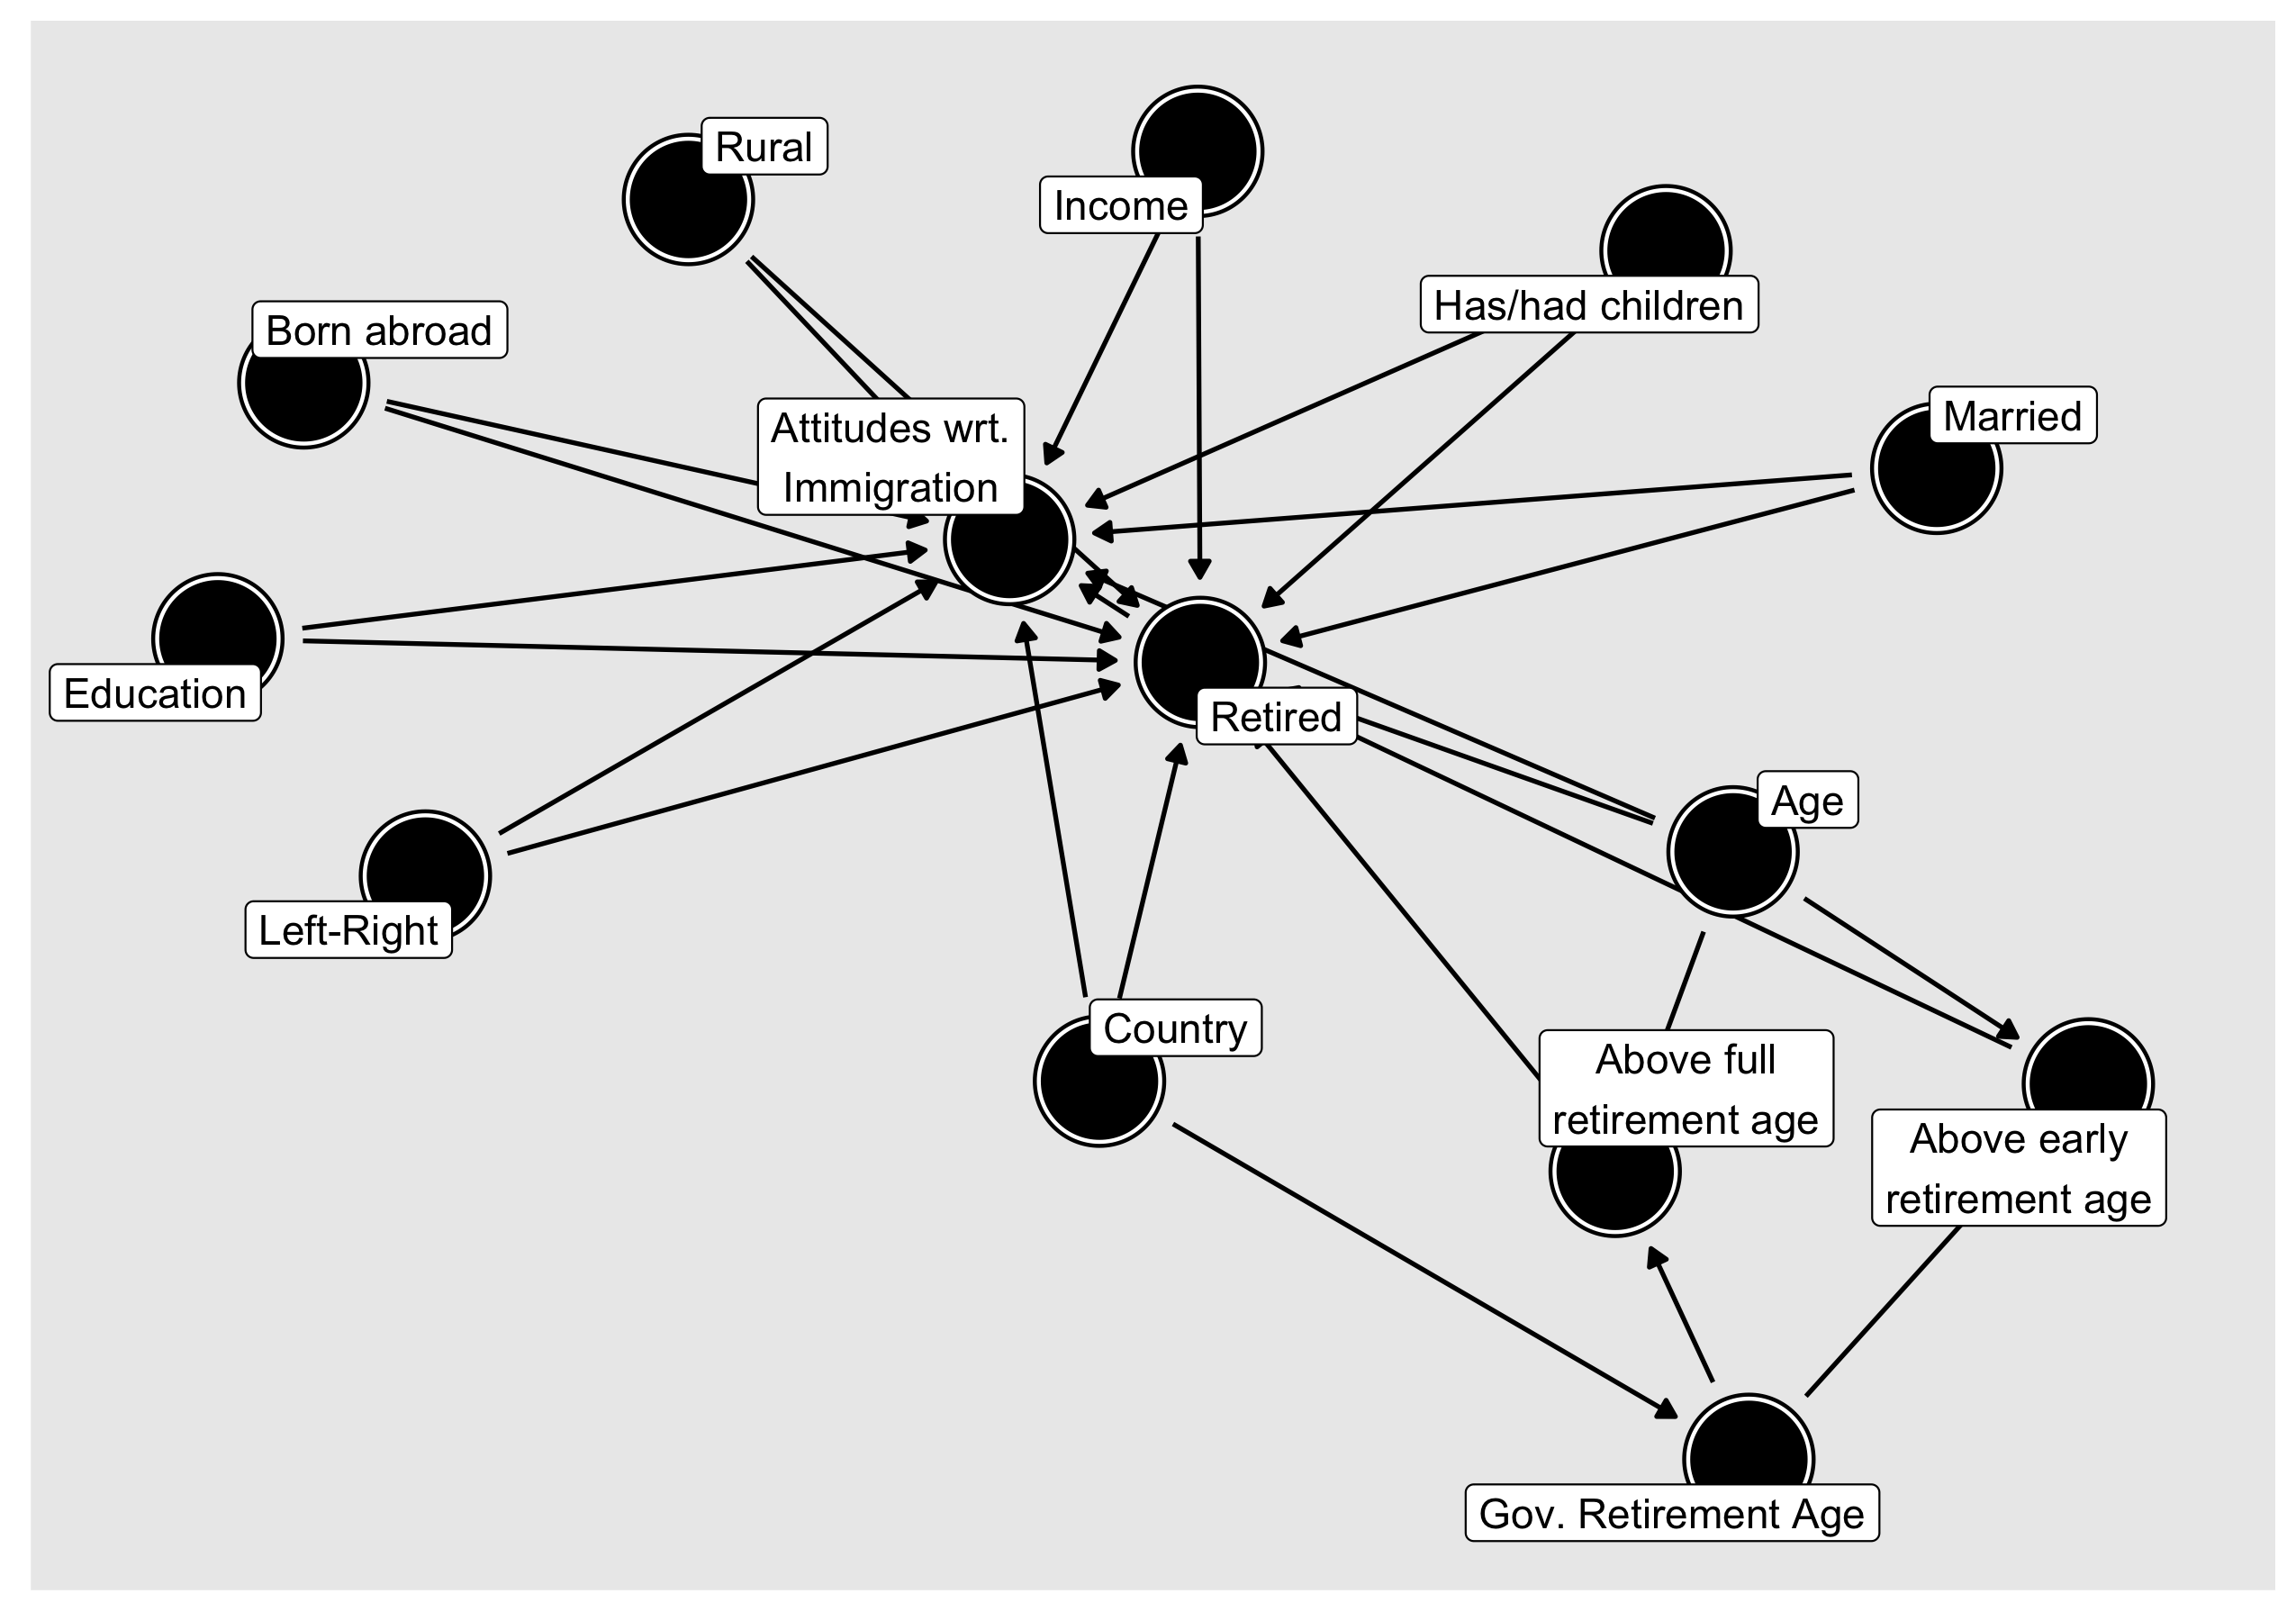 Rural
Income
Has/had children
Born abroad
Married
Attitudes wrt.
Immigration
Education
Retired
Age
Left-Right
Country
Above full
retirement age
Above early
retirement age
Gov. Retirement Age